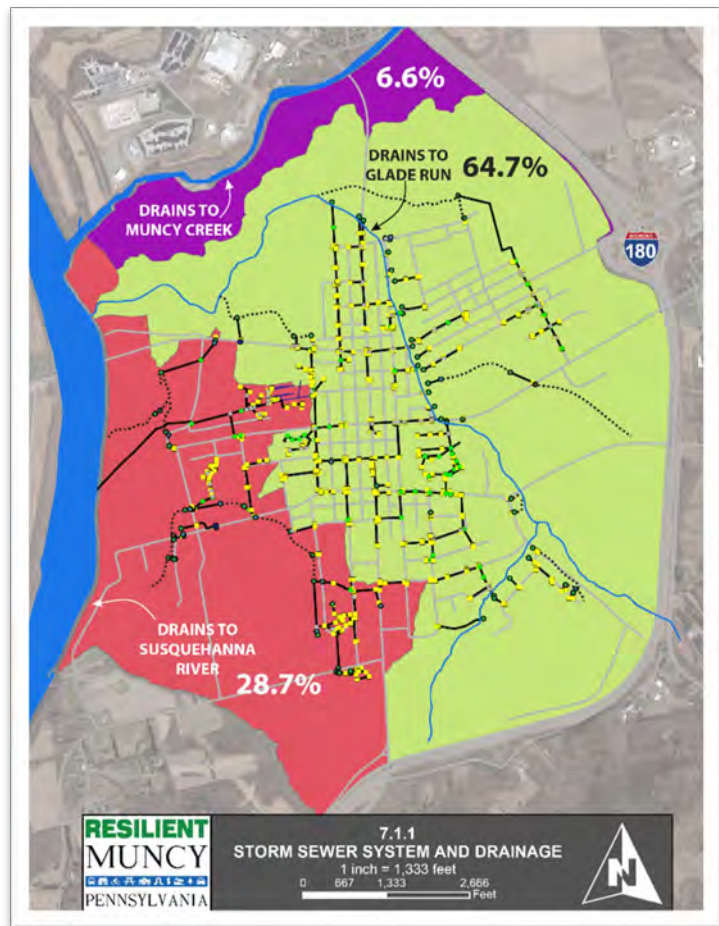 6.6%
DRAINS TO
GLADE RUN
64.7%
DRAINS TO
MUNCY CREEK
180
DRAINS TO
SUSQUEHANNA
RIVER
28.7%
RESILIENT
MUNCY
PENNSYLVANIA
7.1.1
STORM SEWER SYSTEM AND DRAINAGE
1 inch = 1,333 feet
0 667 1,333 2,666
Feet
N